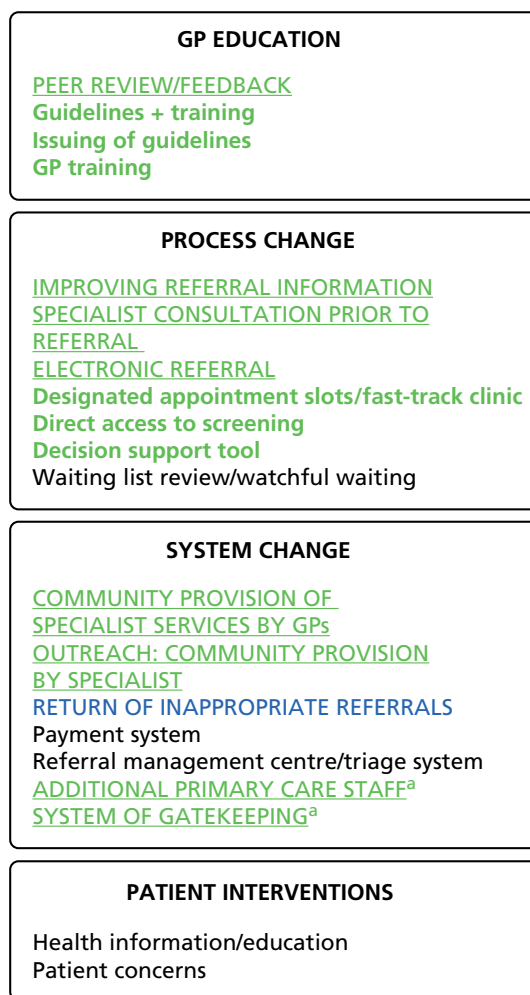 GP EDUCATION
PEER REVIEW/FEEDBACK
Guidelines + training
Issuing of guidelines
GP training
PROCESS CHANGE
IMPROVING REFERRAL INFORMATION
SPECIALIST CONSULTATION PRIOR TO
REFERRAL
ELECTRONIC REFERRAL
Designated appointment slots/fast-track clinic
Direct access to screening
Decision support tool
Waiting list review/watchful waiting
SYSTEM CHANGE
COMMUNITY PROVISION OF
SPECIALIST SERVICES BY GPs
OUTREACH: COMMUNITY PROVISION
BY SPECIALIST
RETURN OF INAPPROPRIATE REFERRALS
Payment system
Referral management centre/triage system
ADDITIONAL PRIMARY CARE STAFFa
SYSTEM OF GATEKEEPINGa
PATIENT INTERVENTIONS
Health information/education
Patient concerns